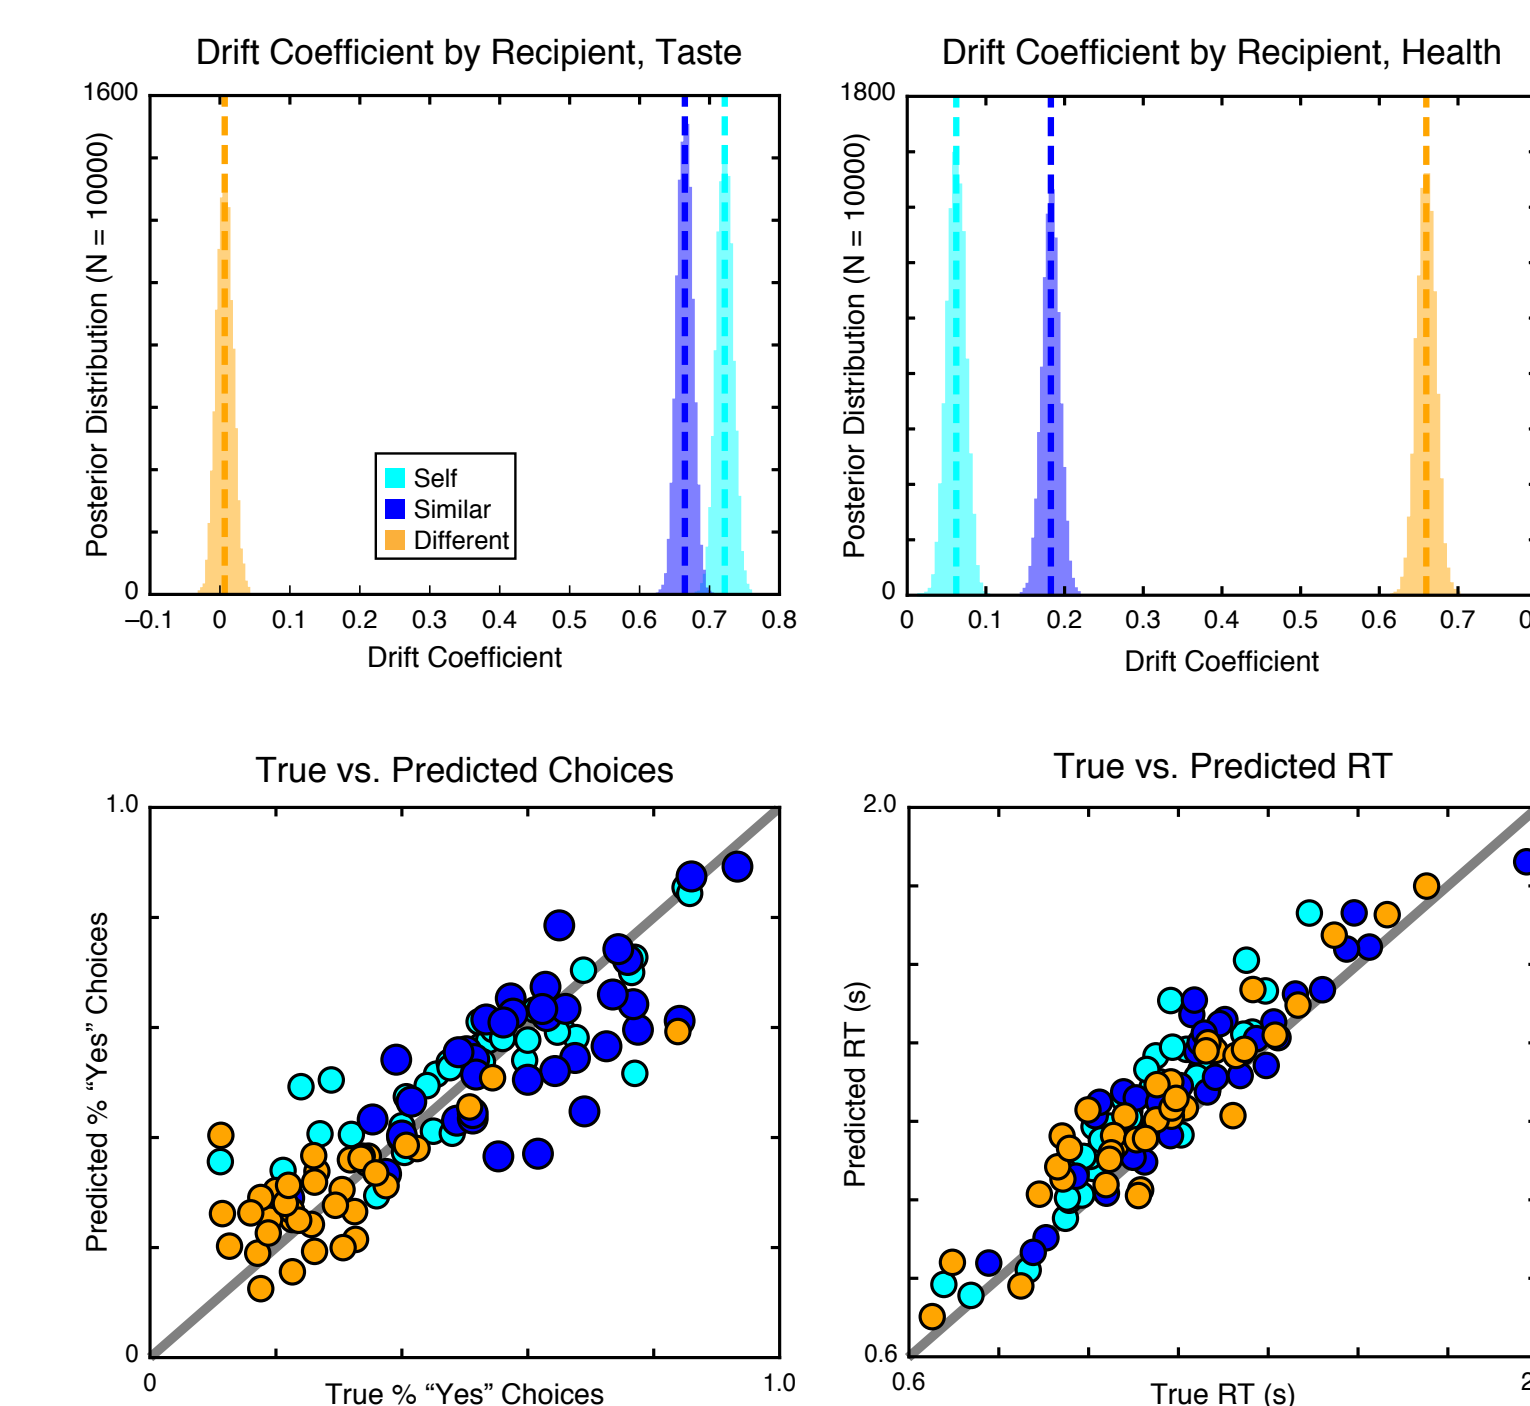 Drift Coefficient by Recipient, Taste
1600
Posterior Distribution (N = 10000)
Self
Similar
Different
0
–0.1 0 0.1 0.2 0.3 0.4 0.5 0.6 0.7 0.8
Drift Coefficient
Drift Coefficient by Recipient, Health
1800
Posterior Distribution (N = 10000)
0
0 0.1 0.2 0.3 0.4 0.5 0.6 0.7 0
Drift Coefficient
True vs. Predicted Choices
1.0
Predicted % “Yes” Choices
0
0 1.0
True % “Yes” Choices
True vs. Predicted RT
2.0
Predicted RT (s)
0.6
0.6 2
True RT (s)